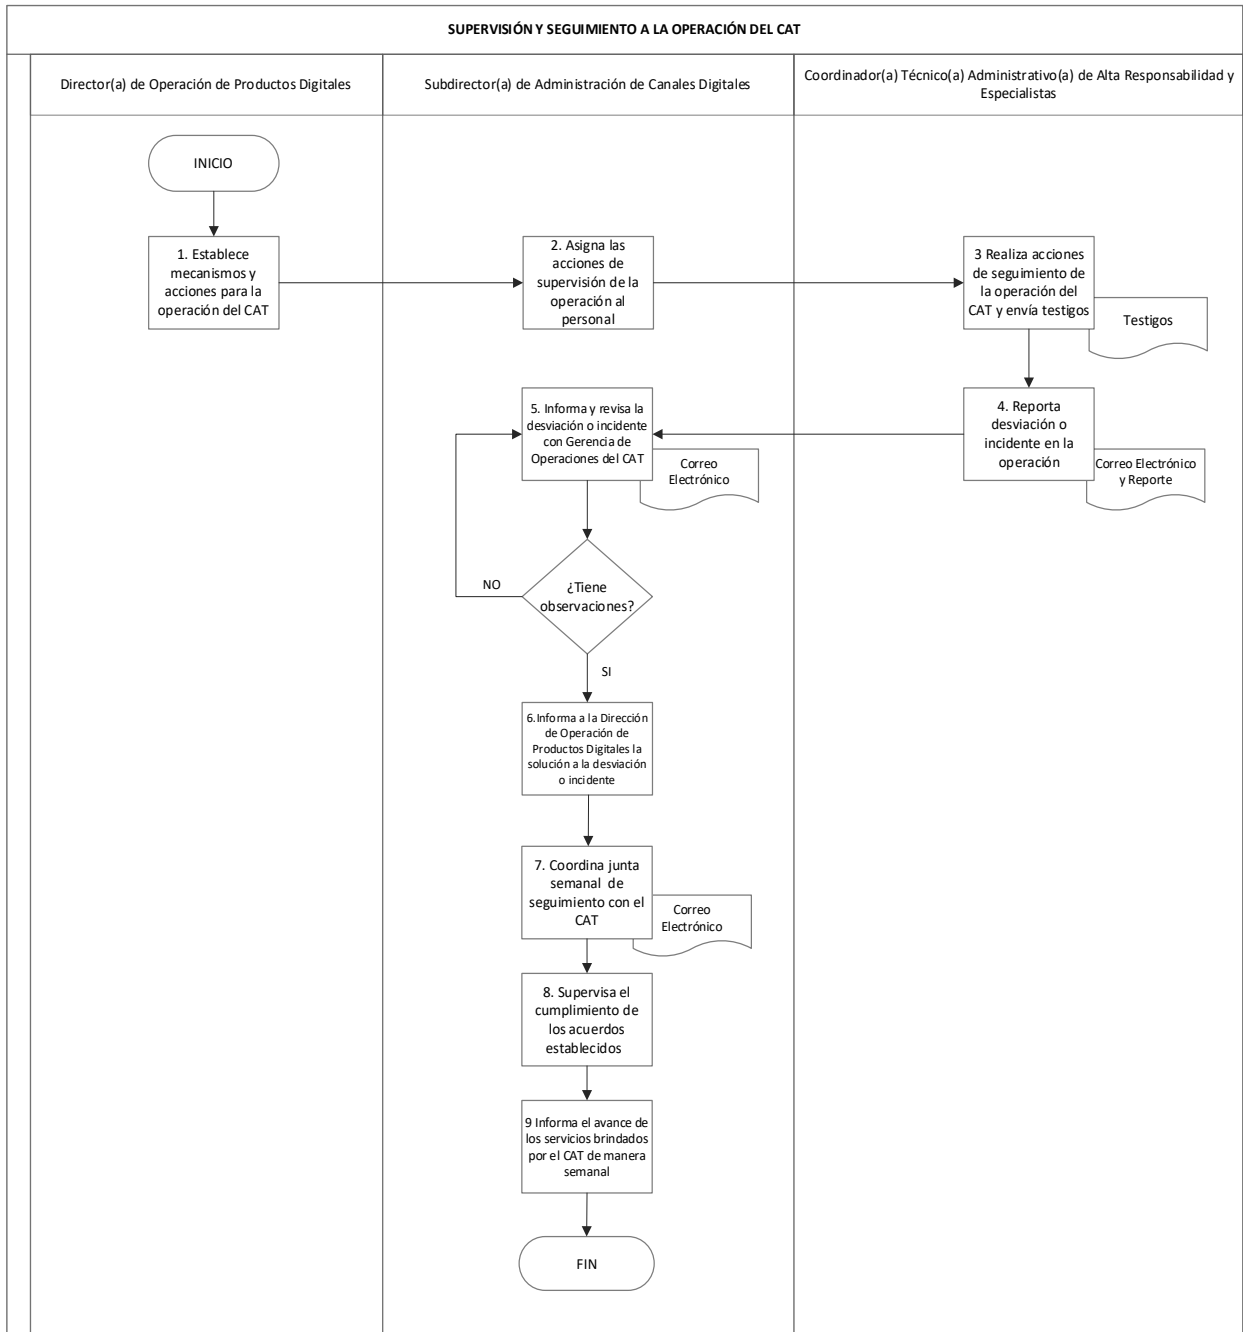 SUPERVISIÓN Y SEGUIMIENTO A LA OPERACIÓN DEL CAT
Director(a) de Operación de Productos Digitales
Subdirector(a) de Administración de Canales Digitales
Coordinador(a) Técnico(a) Administrativo(a) de Alta Responsabilidad y
Especialistas
INICIO
1. Establece
mecanismos y
acciones para la
operación del CAT
2. Asigna las
acciones de
supervisión de la
operación al
personal
3 Realiza acciones
de seguimiento de
la operación del
CAT y envía testigos
Testigos
4. Reporta
desviación o
incidente en la
operación
Correo Electrónico
y Reporte
5. Informa y revisa la
desviación o incidente
con Gerencia de
Operaciones del CAT
Correo
Electrónico
¿Tiene
observaciones?
NO
SI
6.Informa a la Dirección
de Operación de
Productos Digitales la
solución a la desviación
o incidente
7. Coordina junta
semanal de
seguimiento con el
CAT
Correo
Electrónico
8. Supervisa el
cumplimiento de
los acuerdos
establecidos
9 Informa el avance de
los servicios brindados
por el CAT de manera
semanal
FIN